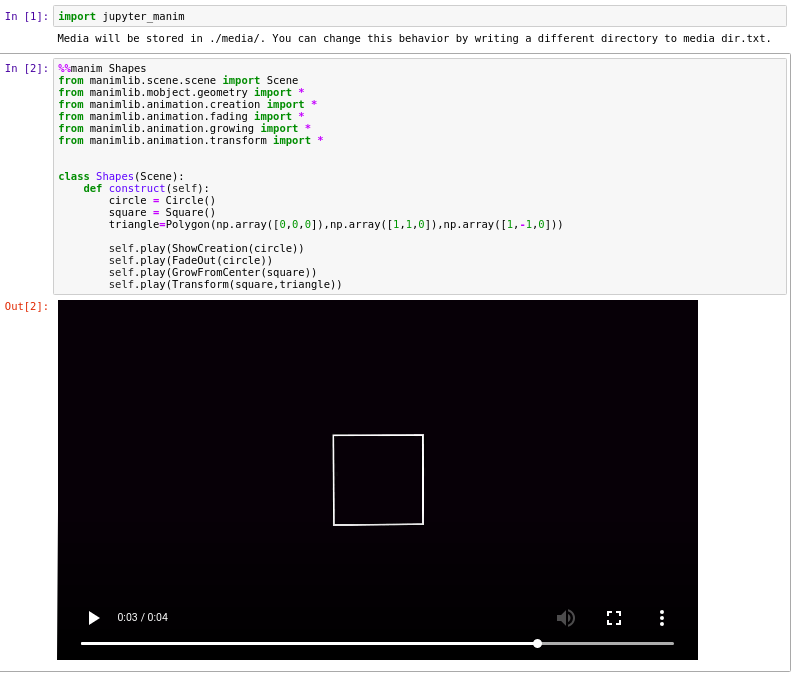 In [1]: import jupyter_manim
Media will be stored in ./media/. You can change this behavior by writing a different directory to media dir.txt.
In [2]: %%manim Shapes
from manimlib.scene.scene import Scene
from manimlib.mobject.geometry import *
from manimlib.animation.creation import *
from manimlib.animation.fading import *
from manimlib.animation.growing import *
from manimlib.animation.transform import *
class Shapes(Scene):
    def construct(self):
        circle = Circle()
        square = Square()
        triangle=Polygon(np.array([0,0,0]),np.array([1,1,0]),np.array([1,-1,0]))
        self.play(ShowCreation(circle))
        self.play(FadeOut(circle))
        self.play(GrowFromCenter(square))
        self.play(Transform(square,triangle))
Out[2]:
0:03 / 0:04